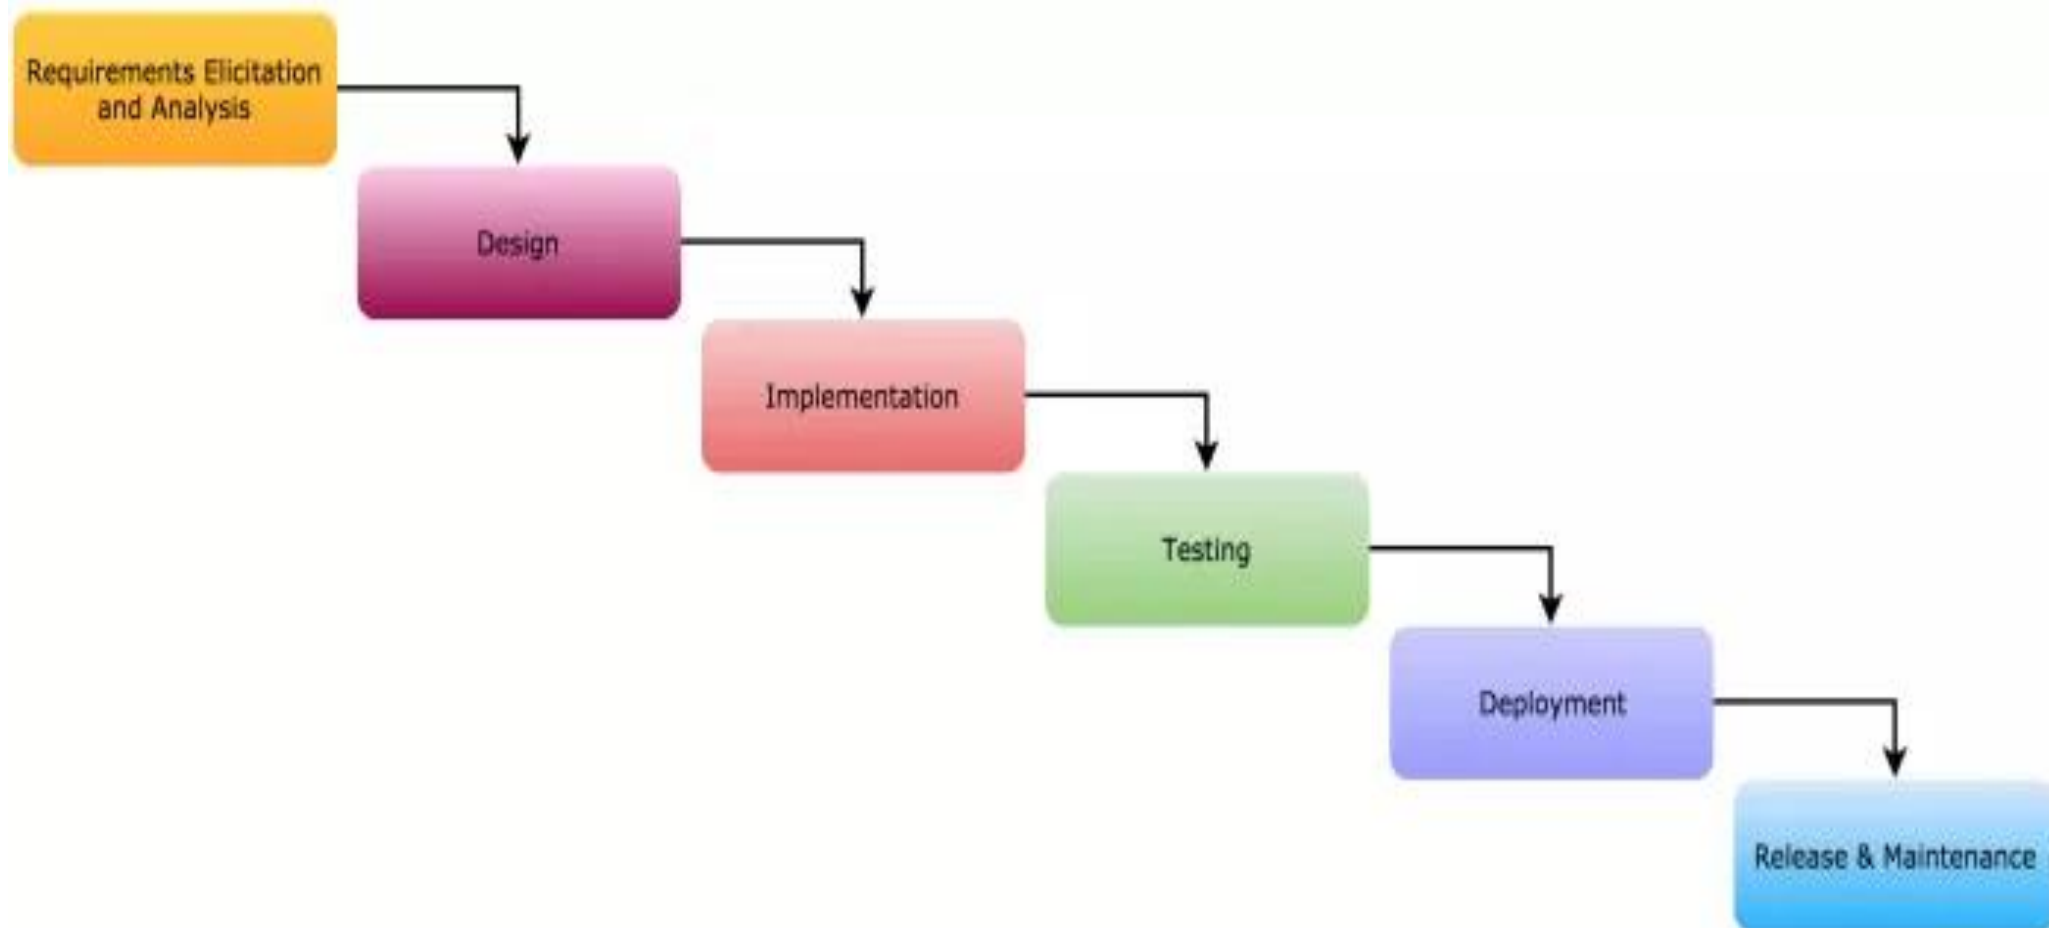 Requirements Elicitation
and Analysis
Design
Implementation
Testing
Deployment
Release & Maintenance